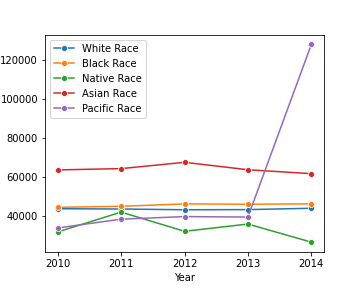 120000
100000
80000
60000
40000
White Race
Black Race
Native Race
Asian Race
Pacific Race
2010 2011 2012 2013 2014
Year